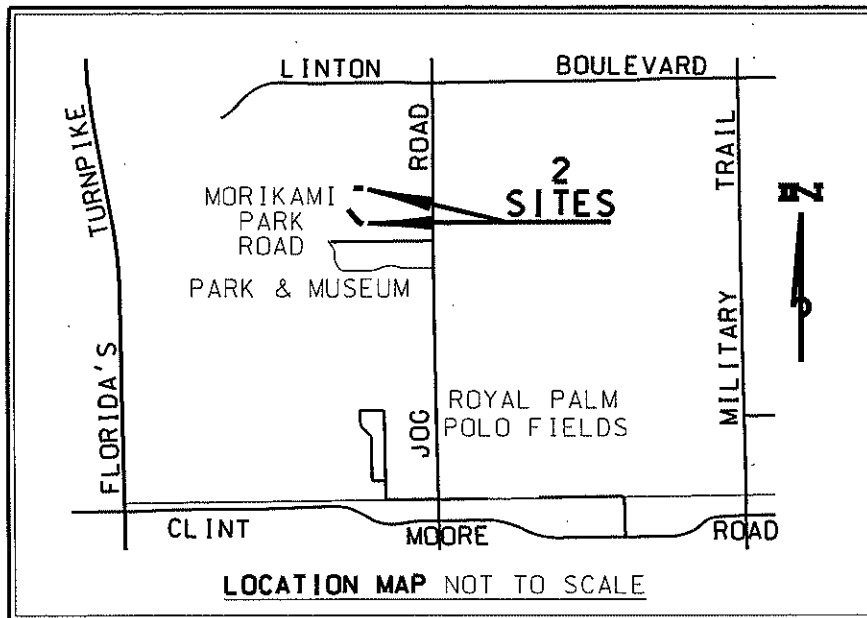 LINTON BOULEVARD
FLORIDA'S TURNPIKE
JOG ROAD
MILITARY TRAIL
2
SITES
N
MORIKAMI
PARK
ROAD
PARK & MUSEUM
ROYAL PALM
POLO FIELDS
CLINT MOORE ROAD
LOCATION MAP NOT TO SCALE